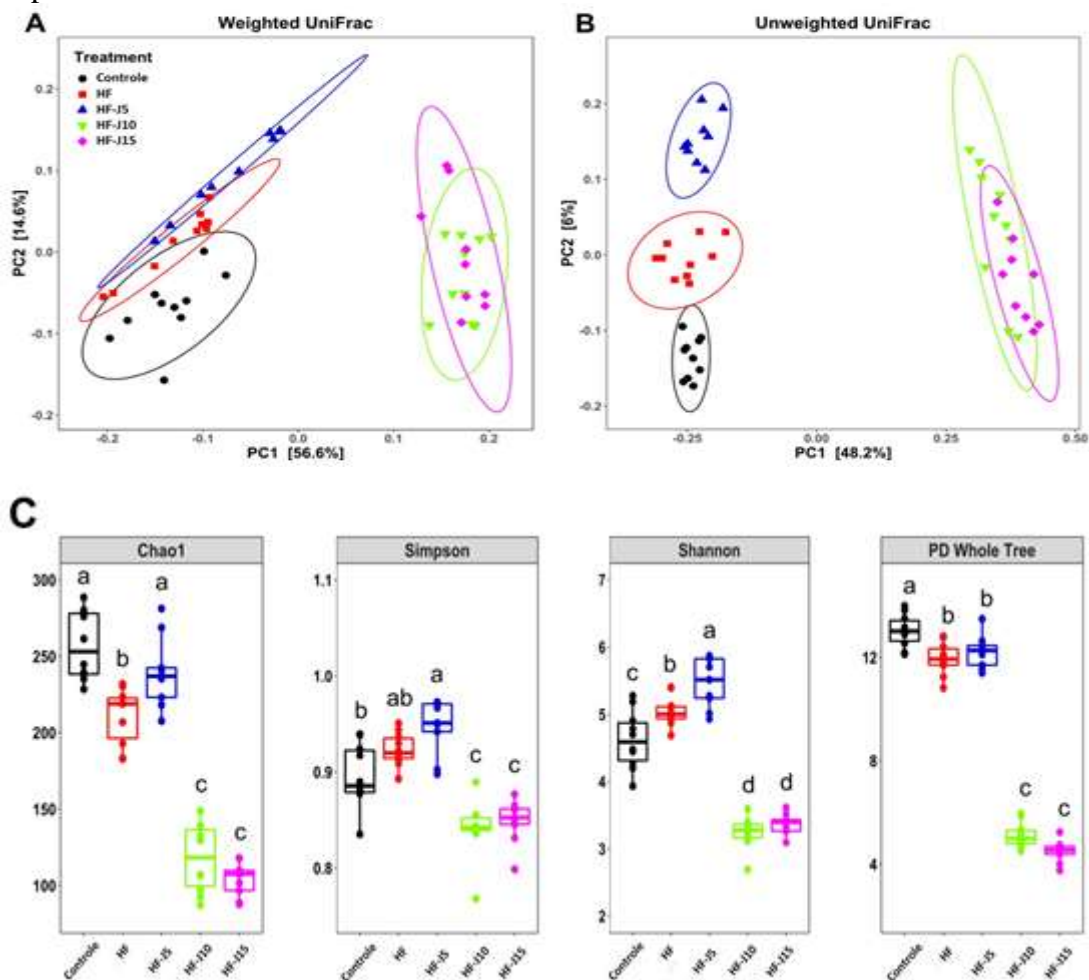 A
Weighted UniFrac
Treatment
Controle
HF
HF-J5
HF-J10
HF-J15
0.2
0.1
0.0
-0.1
-0.2
PC2 [14.6%]
-0.2
-0.1
0.0
0.1
0.2
PC1 [56.6%]
B
Unweighted UniFrac
0.2
0.1
0.0
-0.1
-0.2
PC2 [6%]
-0.25
0.00
0.25
0.50
PC1 [48.2%]
C
Chao1
300
250
200
150
100
a
b
a
c
c
Controle
HF
HF-J5
HF-J10
HF-J15
Simpson
1.1
1.0
0.9
0.8
b
ab
a
c
c
Controle
HF
HF-J5
HF-J10
HF-J15
Shannon
7
6
5
4
3
2
c
b
a
d
d
Controle
HF
HF-J5
HF-J10
HF-J15
PD Whole Tree
12
8
4
a
b
b
c
c
Controle
HF
HF-J5
HF-J10
HF-J15